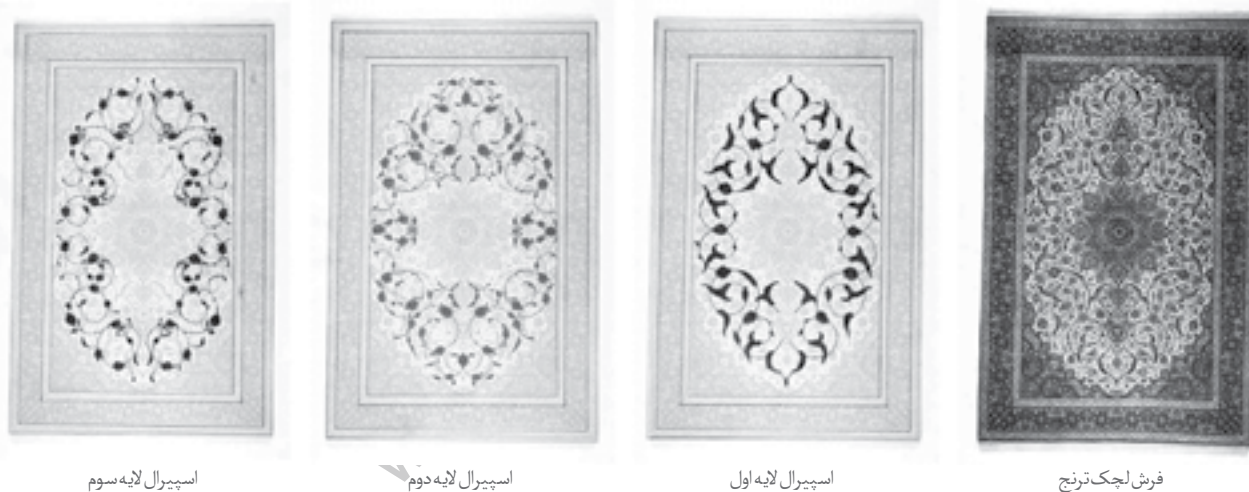 فرش لچک ترنج
اسپیرال لایه اول
اسپیرال لایه دوم
اسپیرال لایه سوم